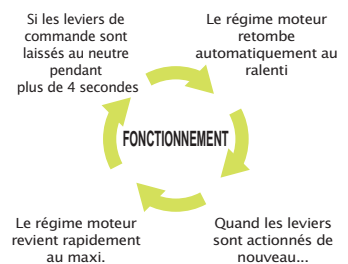 Si les leviers de
commande sont
laissés au neutre
pendant
plus de 4 secondes
Le régime moteur
retombe
automatiquement au
ralenti
FONCTIONNEMENT
Quand les leviers
sont actionnés de
nouveau...
Le régime moteur
revient rapidement
au maxi.